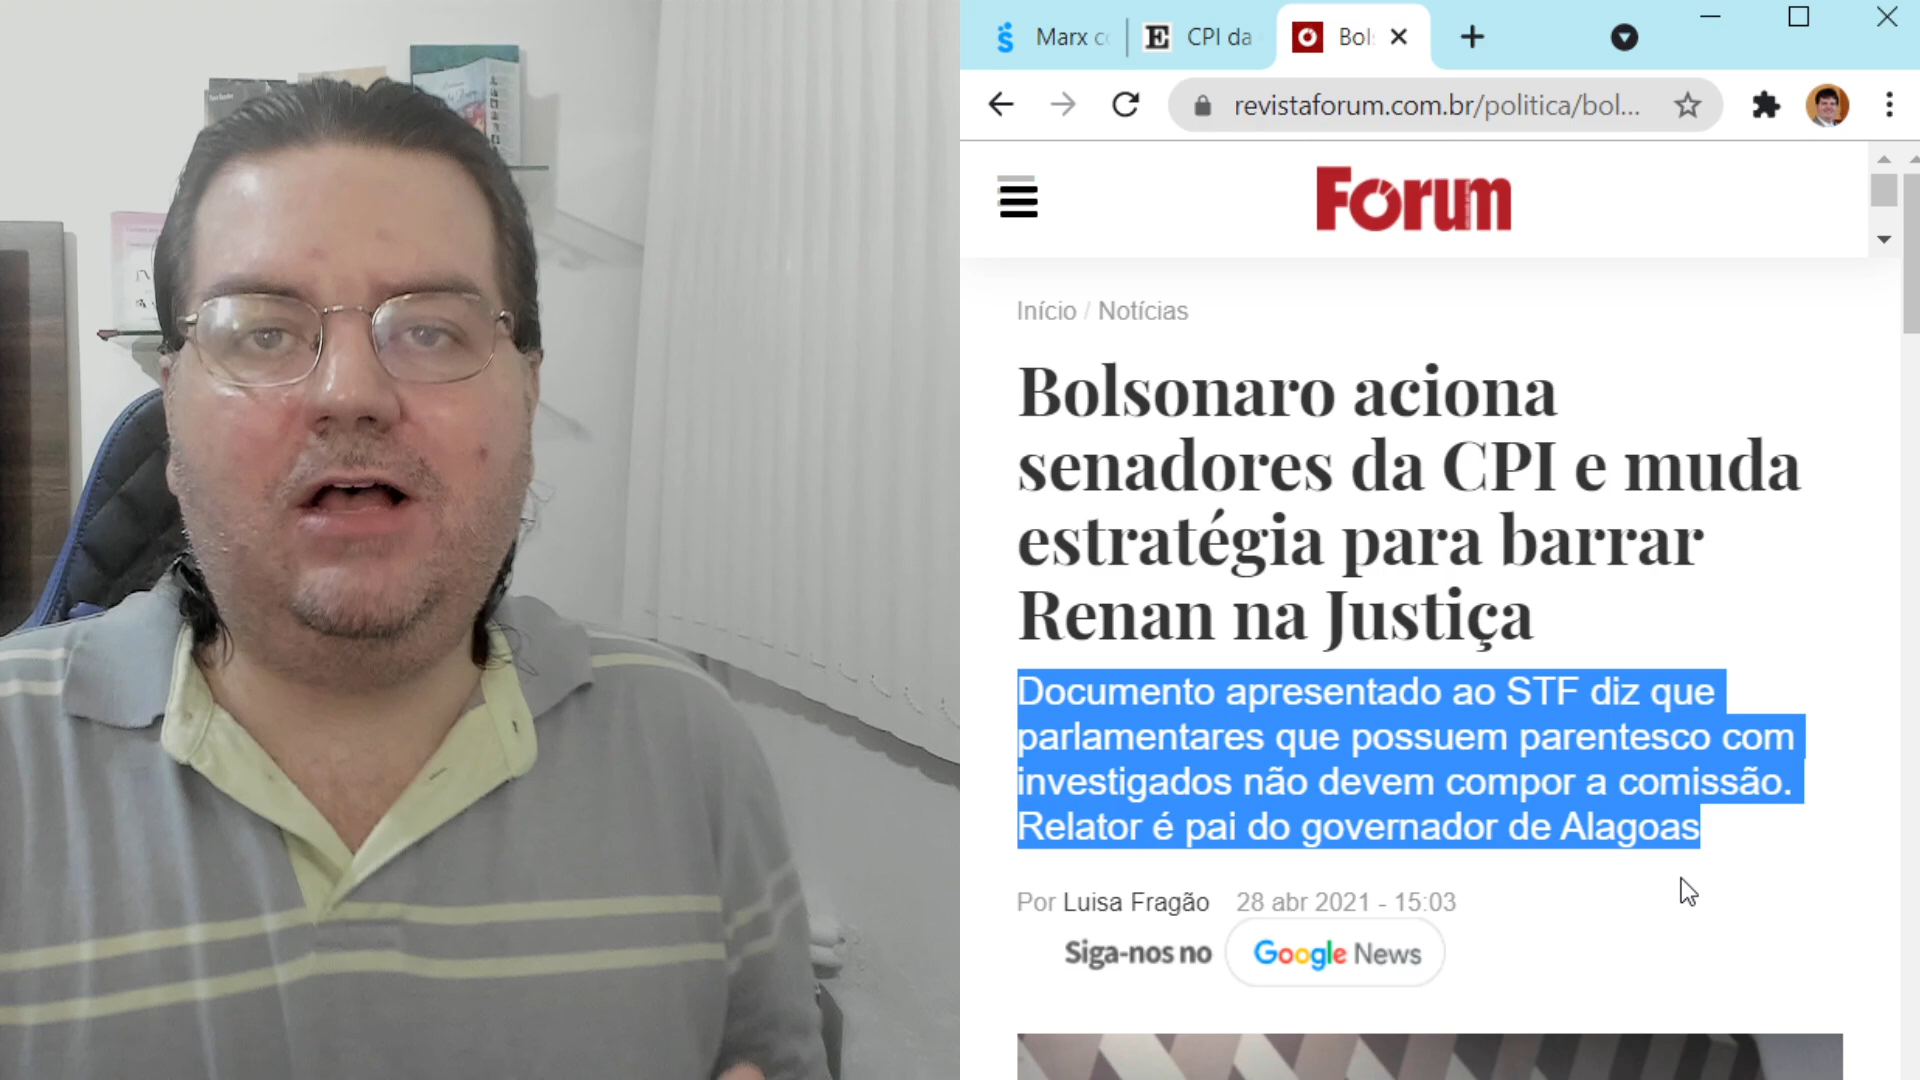 Marx c
CPI da
Bol
revistaforum.com.br/politica/bol...
Forum
Início / Notícias
Bolsonaro aciona
senadores da CPI e muda
estratégia para barrar
Renan na Justiça
Documento apresentado ao STF diz que
parlamentares que possuem parentesco com
investigados não devem compor a comissão.
Relator é pai do governador de Alagoas
Por Luisa Fragão 28 abr 2021 - 15:03
Siga-nos no Google News